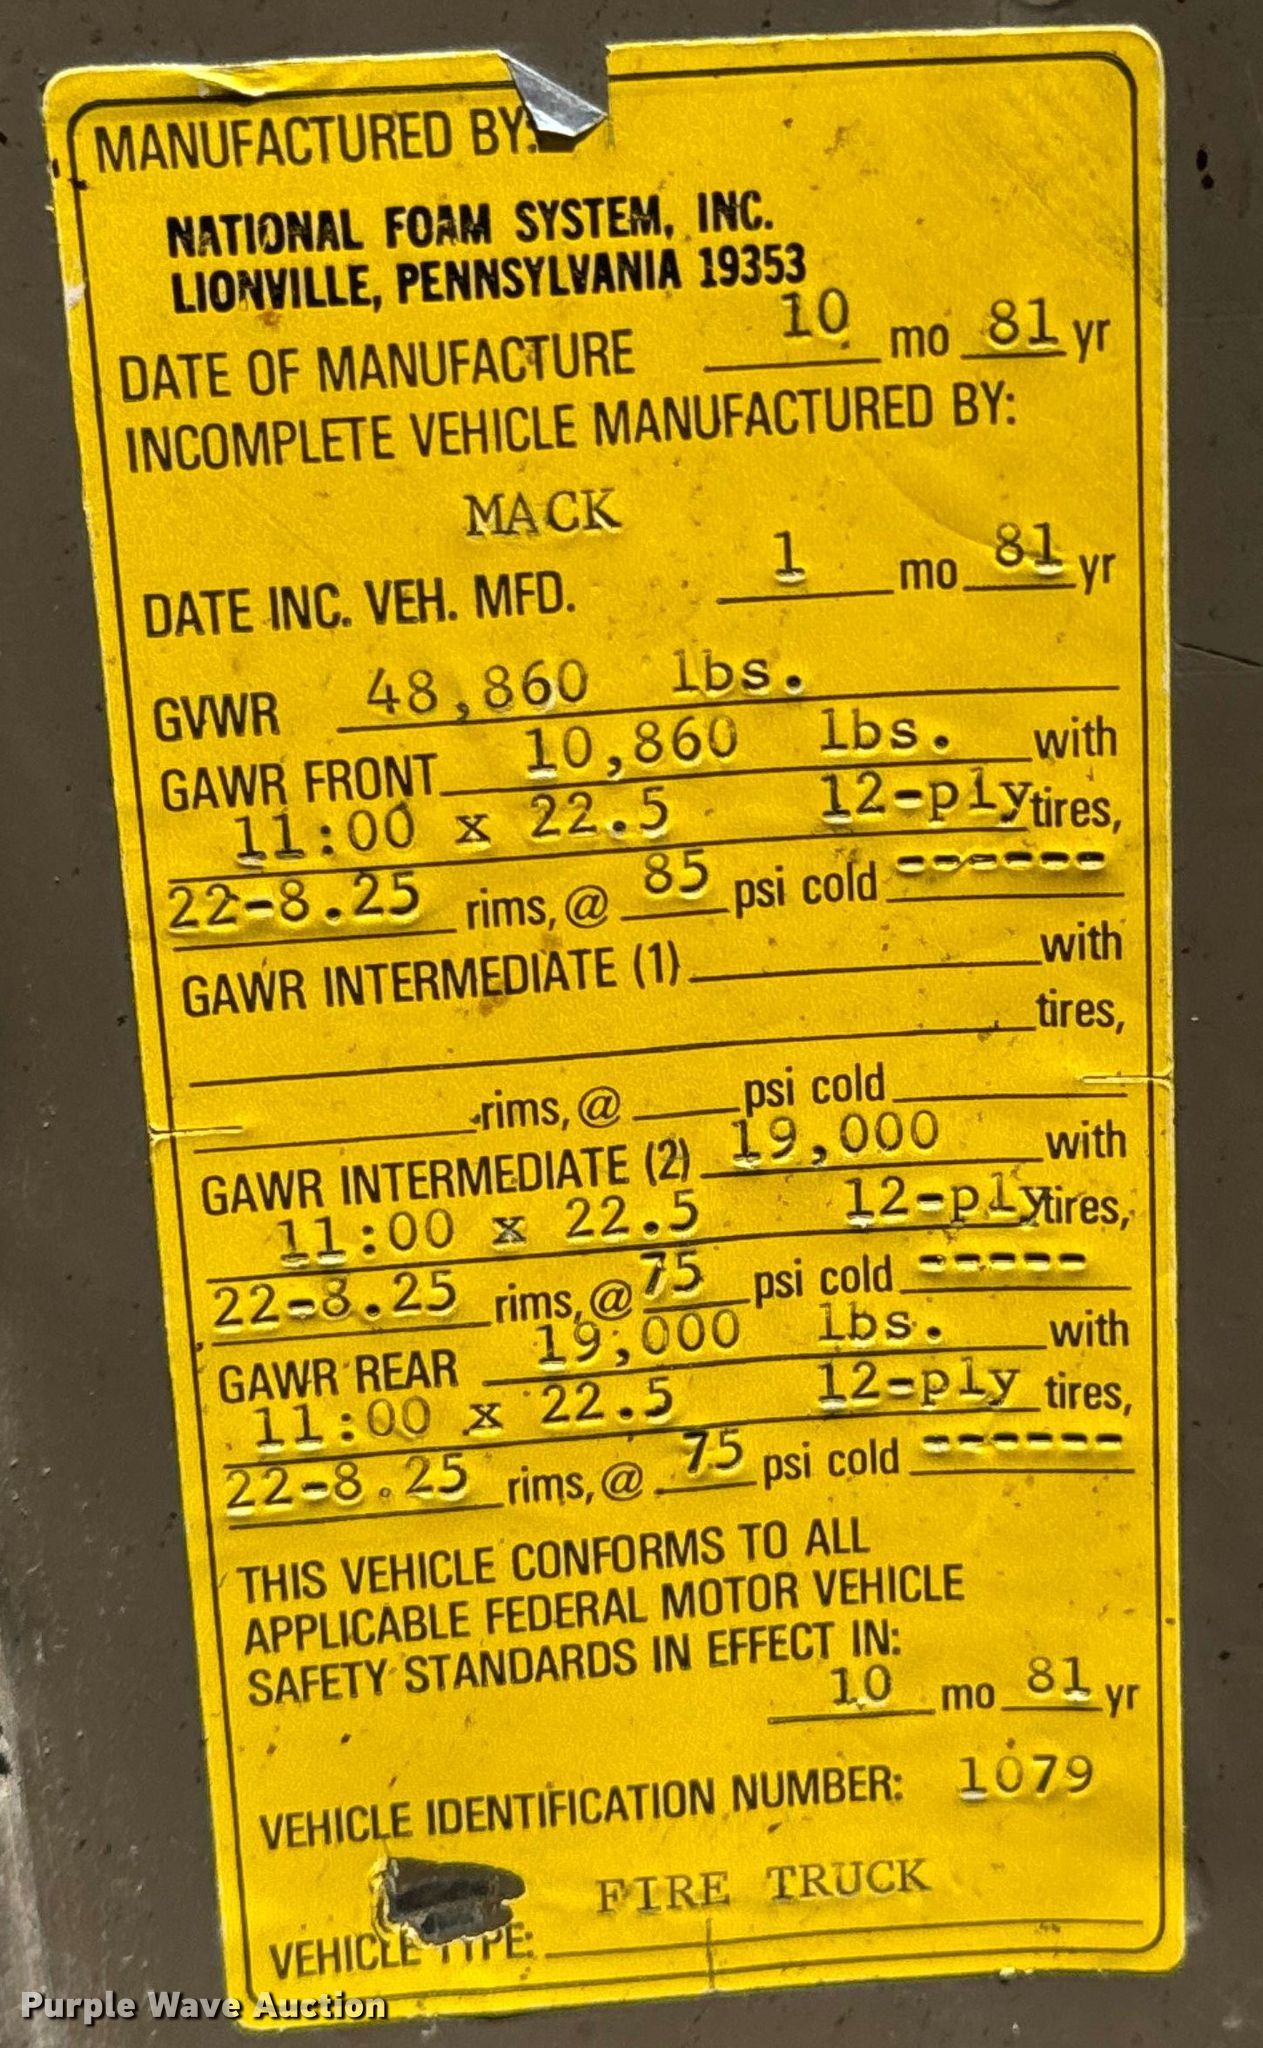 MANUFACTURED BY:
NATIONAL FOAM SYSTEM, INC.
LIONVILLE, PENNSYLVANIA 19353
DATE OF MANUFACTURE 10 mo 81 yr
INCOMPLETE VEHICLE MANUFACTURED BY:
MACK
DATE INC. VEH. MFD. 1 mo 81 yr
GVWR 48,860 lbs.
GAWR FRONT 10,860 lbs. with
11:00 x 22.5 12-ply tires,
22-8.25 rims, @ 85 psi cold ------
GAWR INTERMEDIATE (1) with
tires,
rims, @ psi cold
GAWR INTERMEDIATE (2) 19,000 with
11:00 x 22.5 12-ply tires,
22-8.25 rims, @ 75 psi cold -----
GAWR REAR 19,000 lbs. with
11:00 x 22.5 12-ply tires,
22-8.25 rims, @ 75 psi cold ------
THIS VEHICLE CONFORMS TO ALL
APPLICABLE FEDERAL MOTOR VEHICLE
SAFETY STANDARDS IN EFFECT IN:
10 mo 81 yr
VEHICLE IDENTIFICATION NUMBER: 1079
FIRE TRUCK
VEHICLE TYPE:
Purple Wave Auction